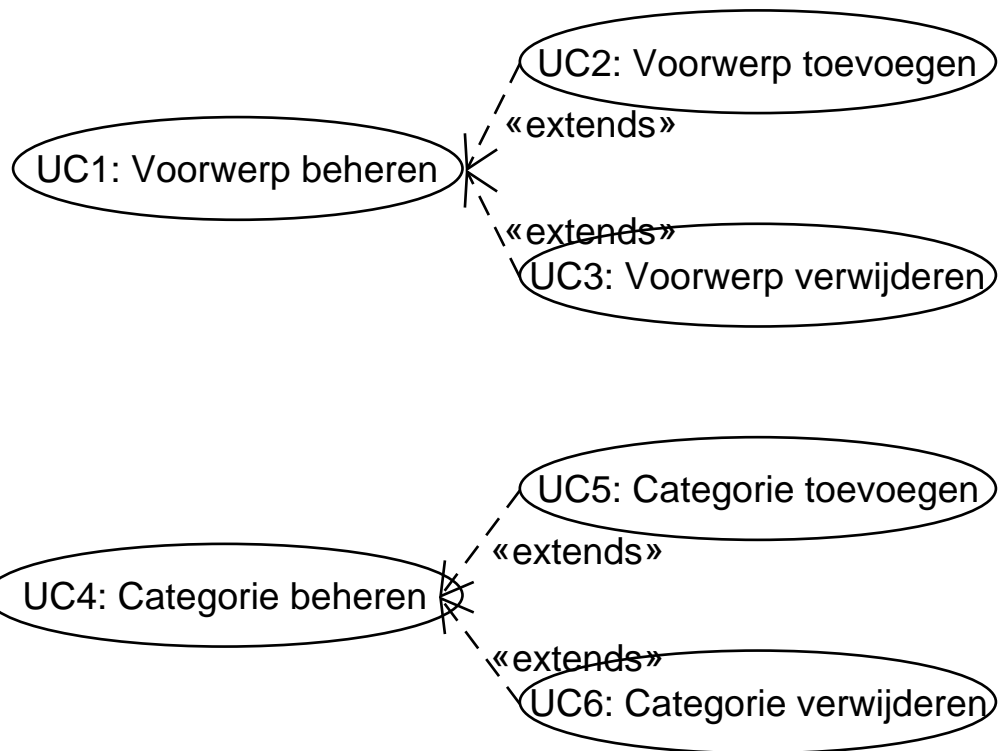 UC2: Voorwerp toevoegen
«extends»
UC1: Voorwerp beheren
«extends»
UC3: Voorwerp verwijderen
UC5: Categorie toevoegen
«extends»
UC4: Categorie beheren
«extends»
UC6: Categorie verwijderen